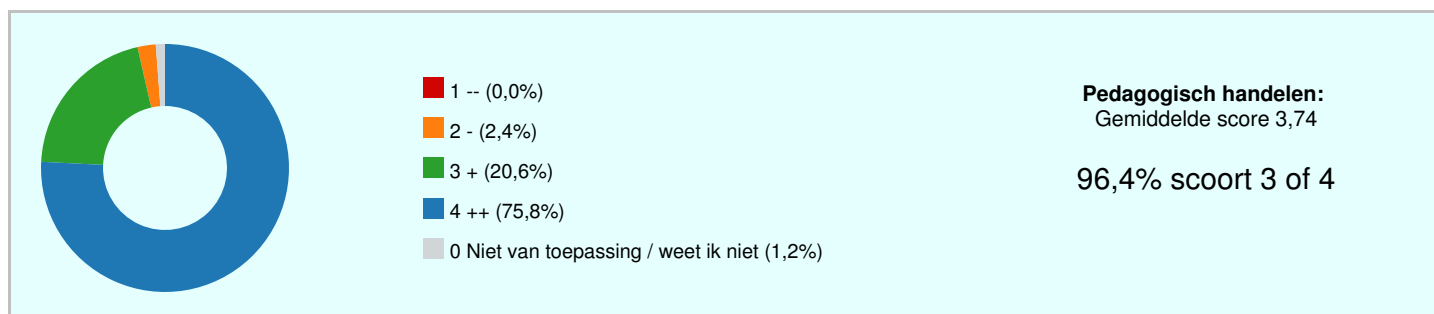 1 -- (0,0%)
2 - (2,4%)
3 + (20,6%)
4 ++ (75,8%)
0 Niet van toepassing / weet ik niet (1,2%)
Pedagogisch handelen:
Gemiddelde score 3,74
96,4% scoort 3 of 4